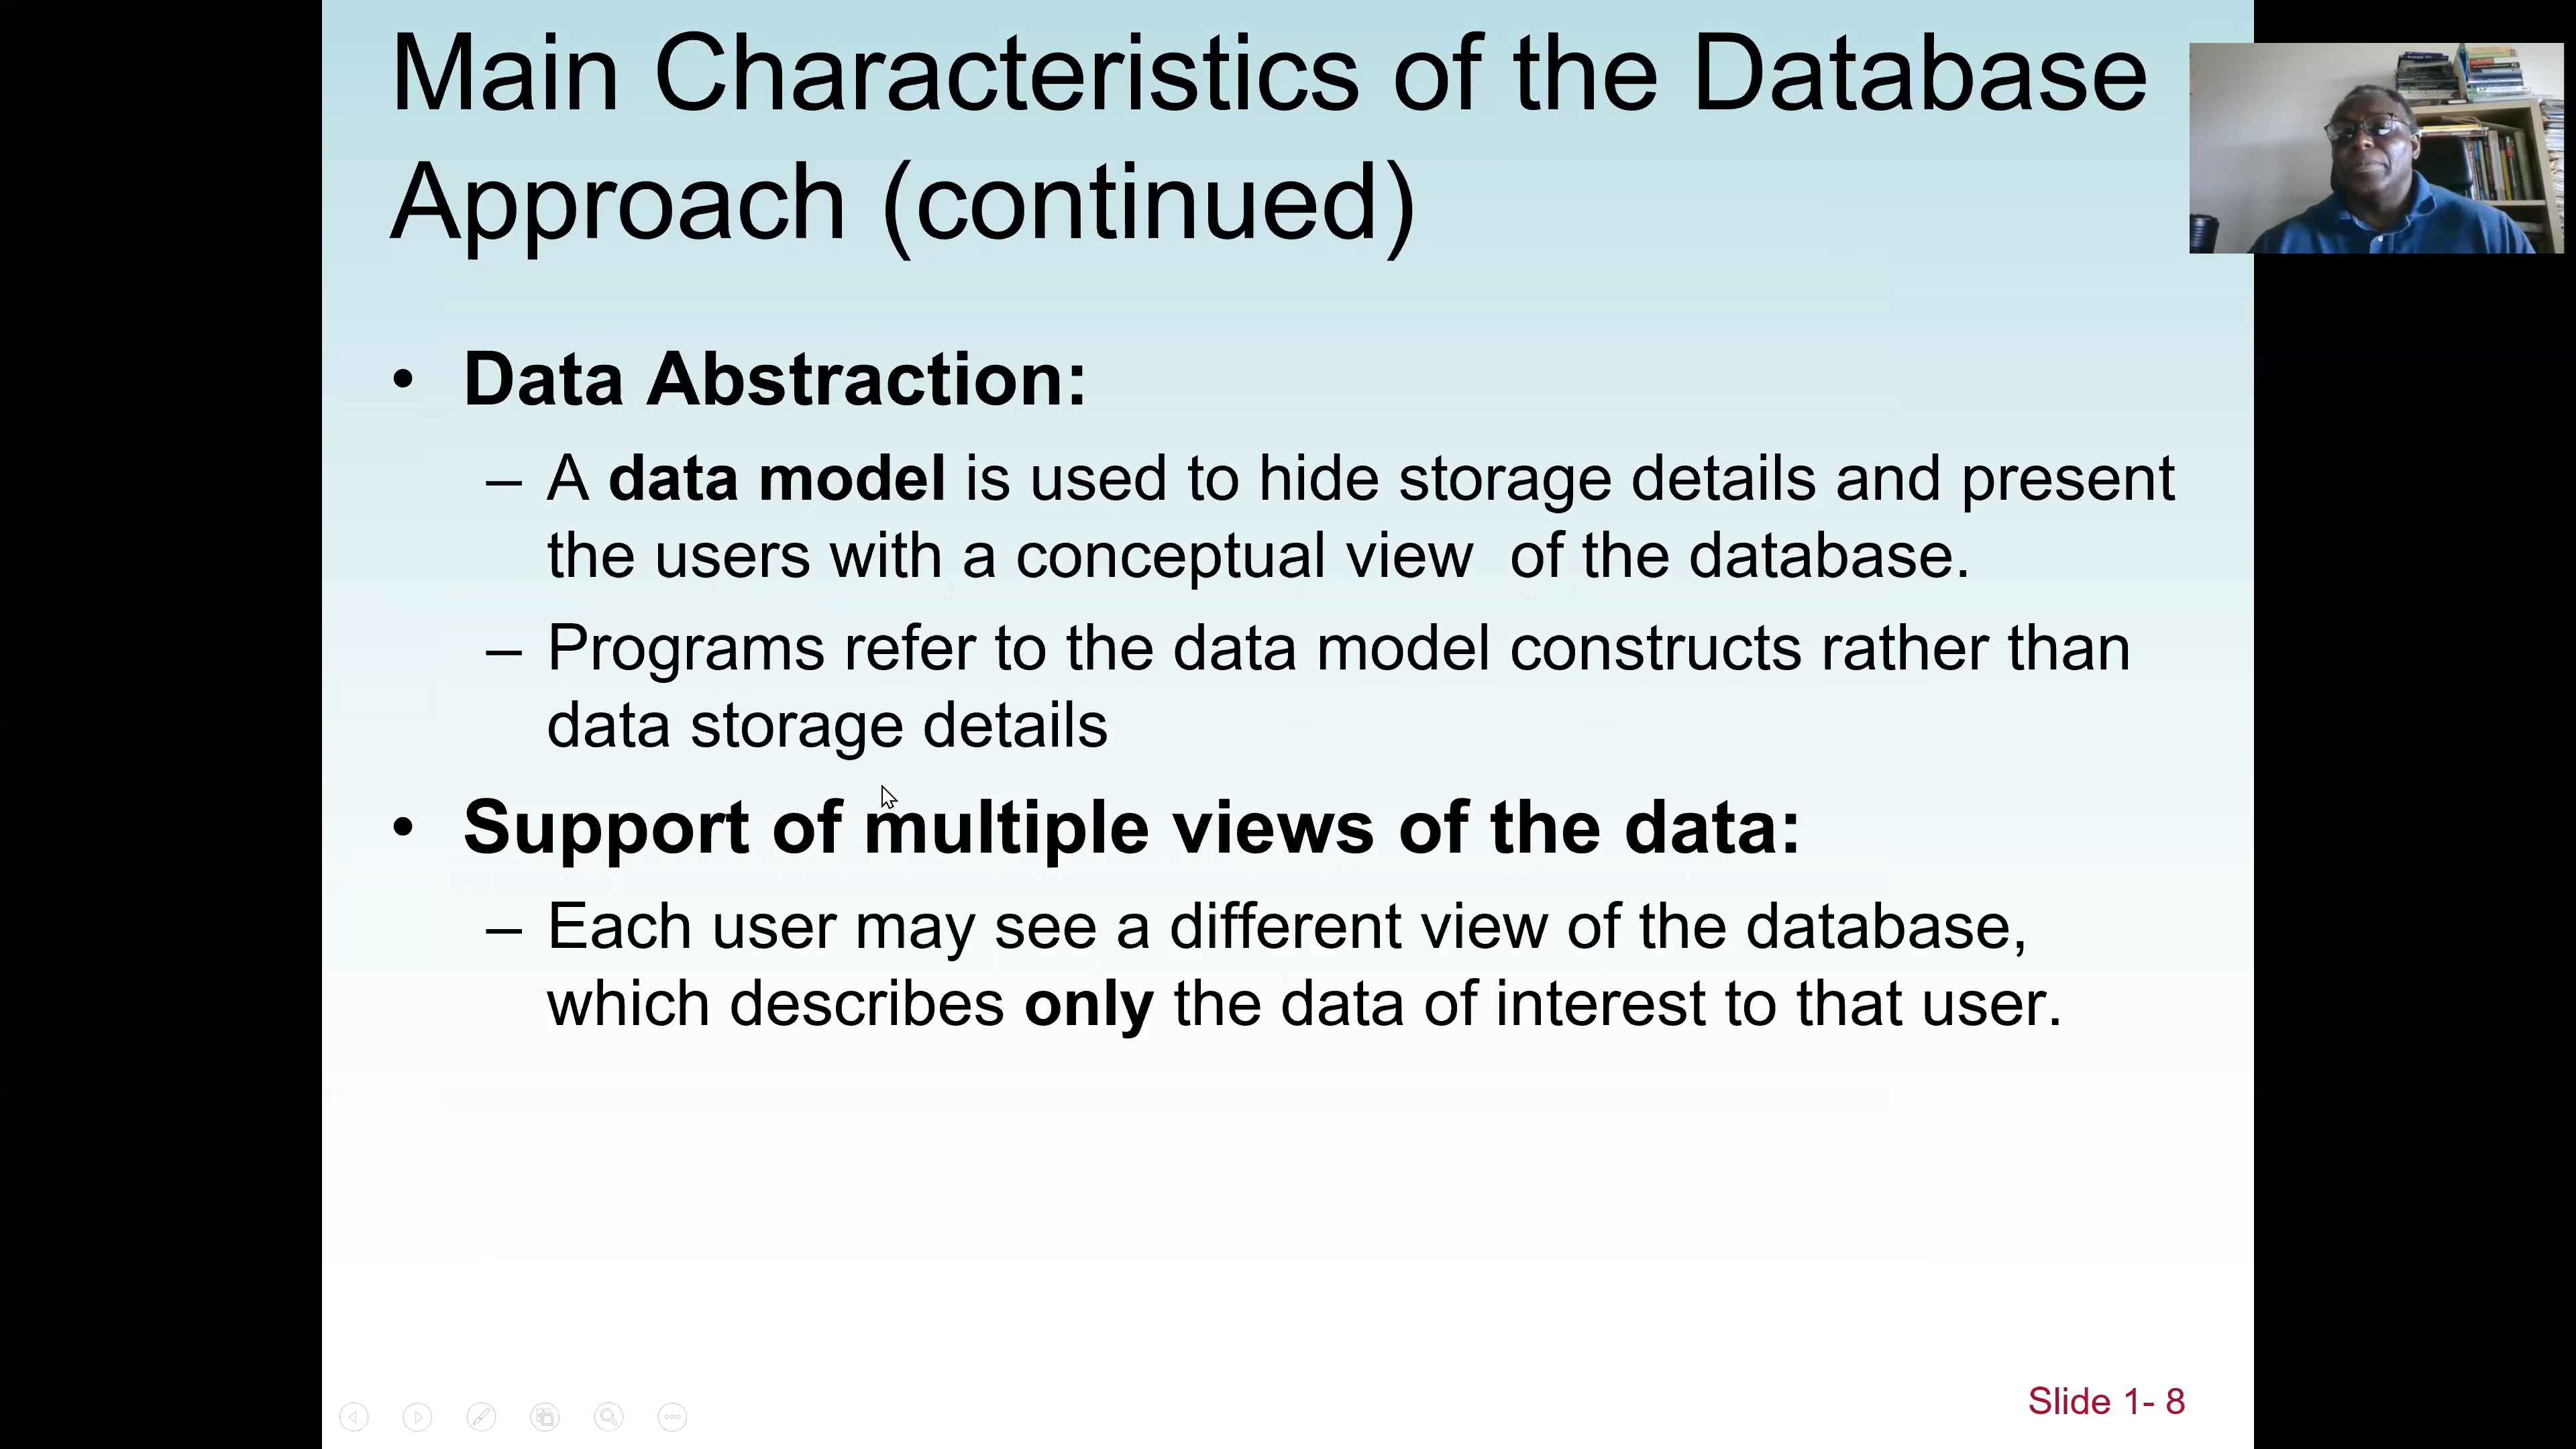 Main Characteristics of the Database
Approach (continued)
• Data Abstraction:
– A data model is used to hide storage details and present
the users with a conceptual view  of the database.
– Programs refer to the data model constructs rather than
data storage details
• Support of multiple views of the data:
– Each user may see a different view of the database,
which describes only the data of interest to that user.
Slide 1- 8